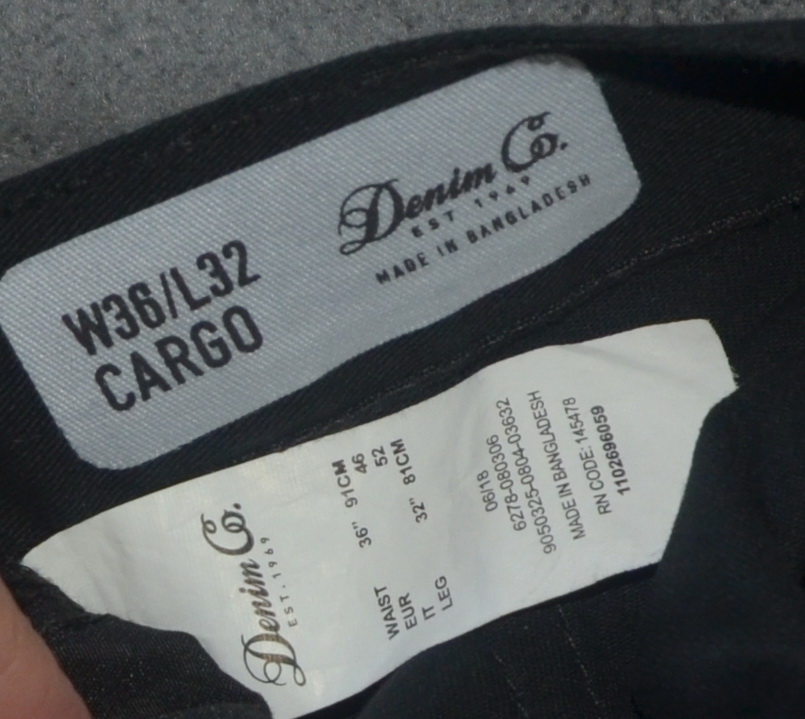 Denim Co.
EST 1969
MADE IN BANGLADESH
W36/L32
CARGO
Denim Co.
EST.1969
WAIST 36" 91CM
EUR 46
IT 52
LEG 32" 81CM
06/18
6278-080306
9050325-0804-03632
MADE IN BANGLADESH
RN CODE: 145478
1102696059